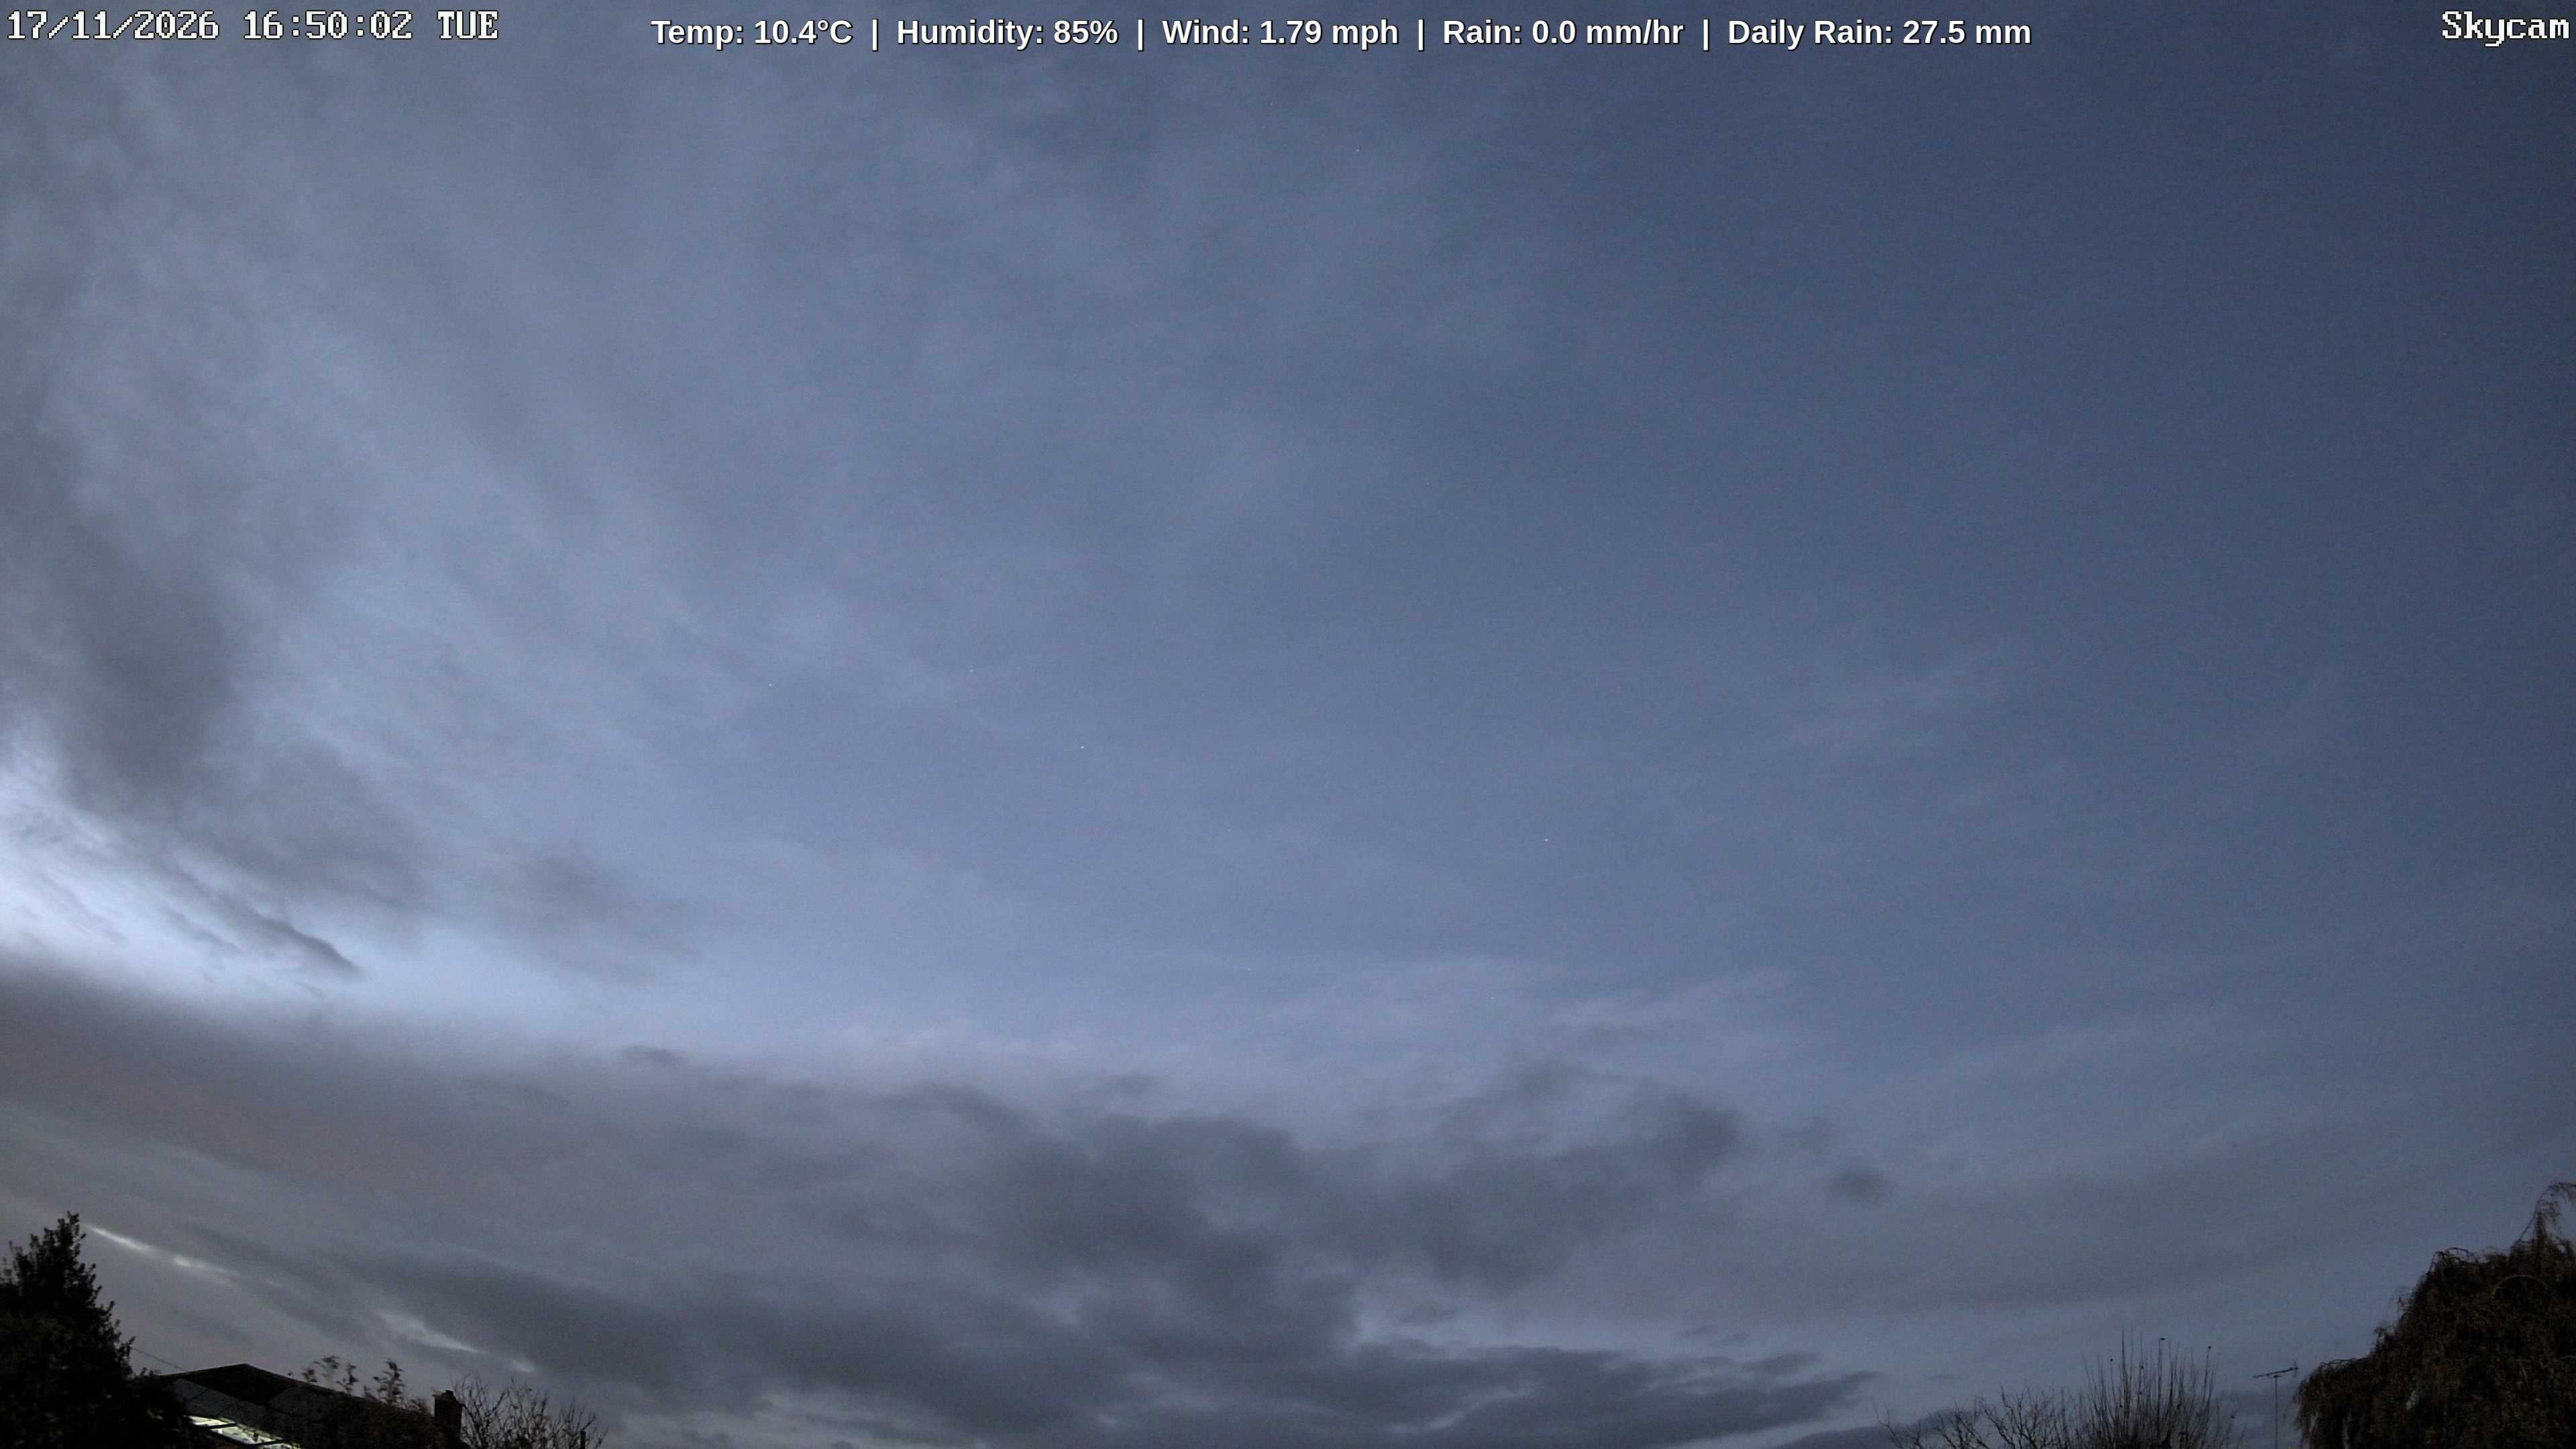 17/11/2026 16:50:02 TUE
Temp: 10.4°C | Humidity: 85% | Wind: 1.79 mph | Rain: 0.0 mm/hr | Daily Rain: 27.5 mm
Skycam